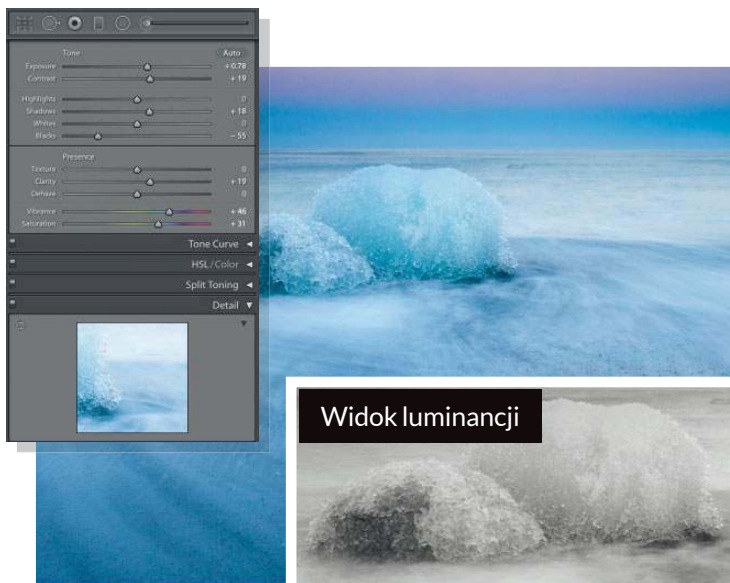 Tone Auto
Exposure + 0.78
Contrast + 19
Highlights 0
Shadows + 18
Whites 0
Blacks – 55
Presence
Texture 0
Clarity + 19
Dehaze 0
Vibrance + 46
Saturation + 31
Tone Curve
HSL / Color
Split Toning
Detail
Widok luminancji